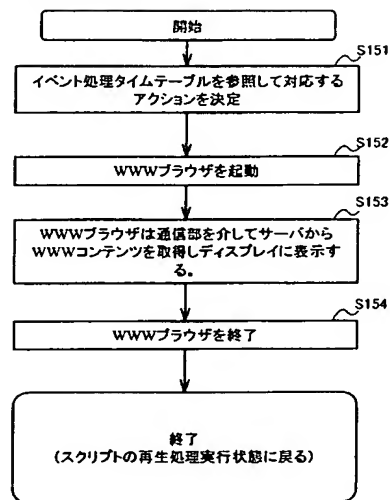 開始
S151
イベント処理タイムテーブルを参照して対応する
アクションを決定
S152
WWWブラウザを起動
S153
WWWブラウザは通信部を介してサーバから
WWWコンテンツを取得しディスプレイに表示す
る。
S154
WWWブラウザを終了
終了
(スクリプトの再生処理実行状態に戻る)